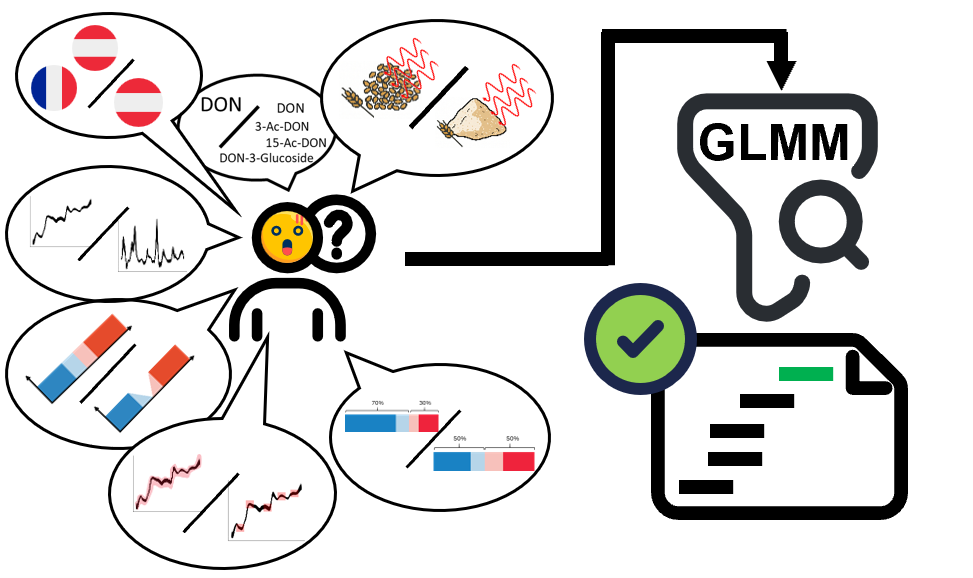 DON
DON
3-Ac-DON
15-Ac-DON
DON-3-Glucoside
GLMM
?
70%
30%
50%
50%